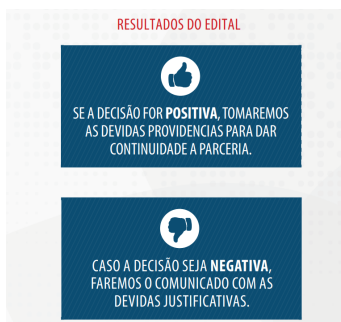 RESULTADOS DO EDITAL
SE A DECISÃO FOR POSITIVA, TOMAREMOS
AS DEVIDAS PROVIDENCIAS PARA DAR
CONTINUIDADE A PARCERIA.
CASO A DECISÃO SEJA NEGATIVA,
FAREMOS O COMUNICADO COM AS
DEVIDAS JUSTIFICATIVAS.